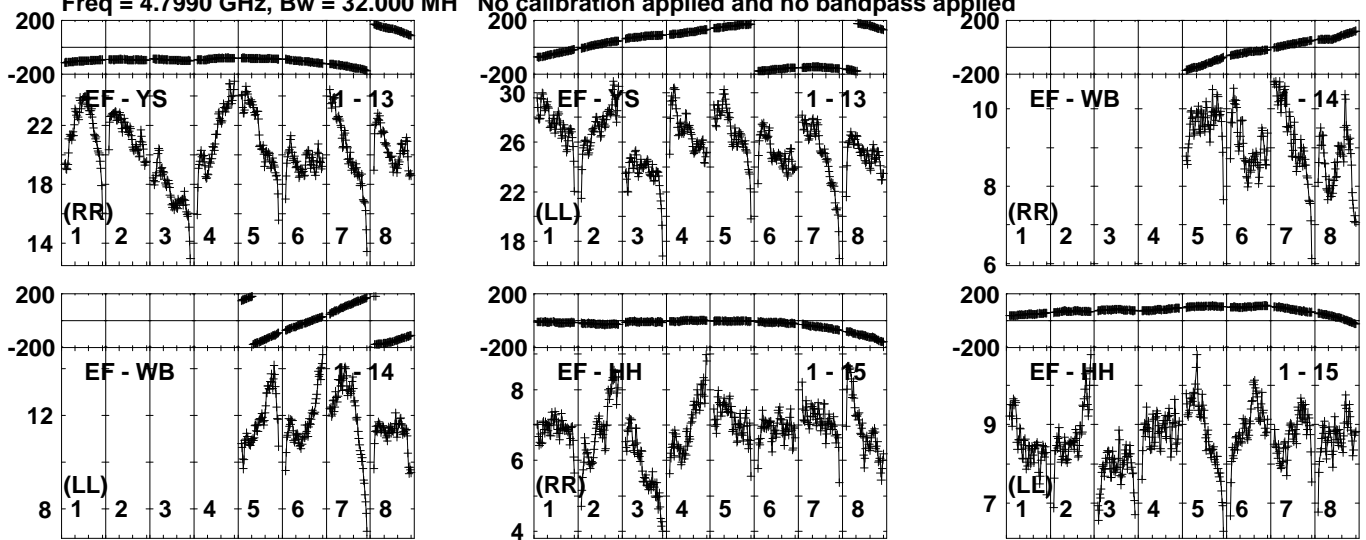 Freq = 4.7990 GHz, Bw = 32.000 MH No calibration applied and no bandpass applied
200
-200
EF - YS 1 - 13
22
18
14
(RR)
1 2 3 4 5 6 7 8
200
-200
30
EF - YS 1 - 13
26
22
18
(LL)
1 2 3 4 5 6 7 8
200
-200
10
EF - WB - 14
8
6
(RR)
1 2 3 4 5 6 7 8
200
-200
EF - WB 1 - 14
12
8
(LL)
1 2 3 4 5 6 7 8
200
-200
EF - HH 1 - 15
8
6
4
(RR)
1 2 3 4 5 6 7 8
200
-200
EF - HH 1 - 15
9
7
(LL)
1 2 3 4 5 6 7 8